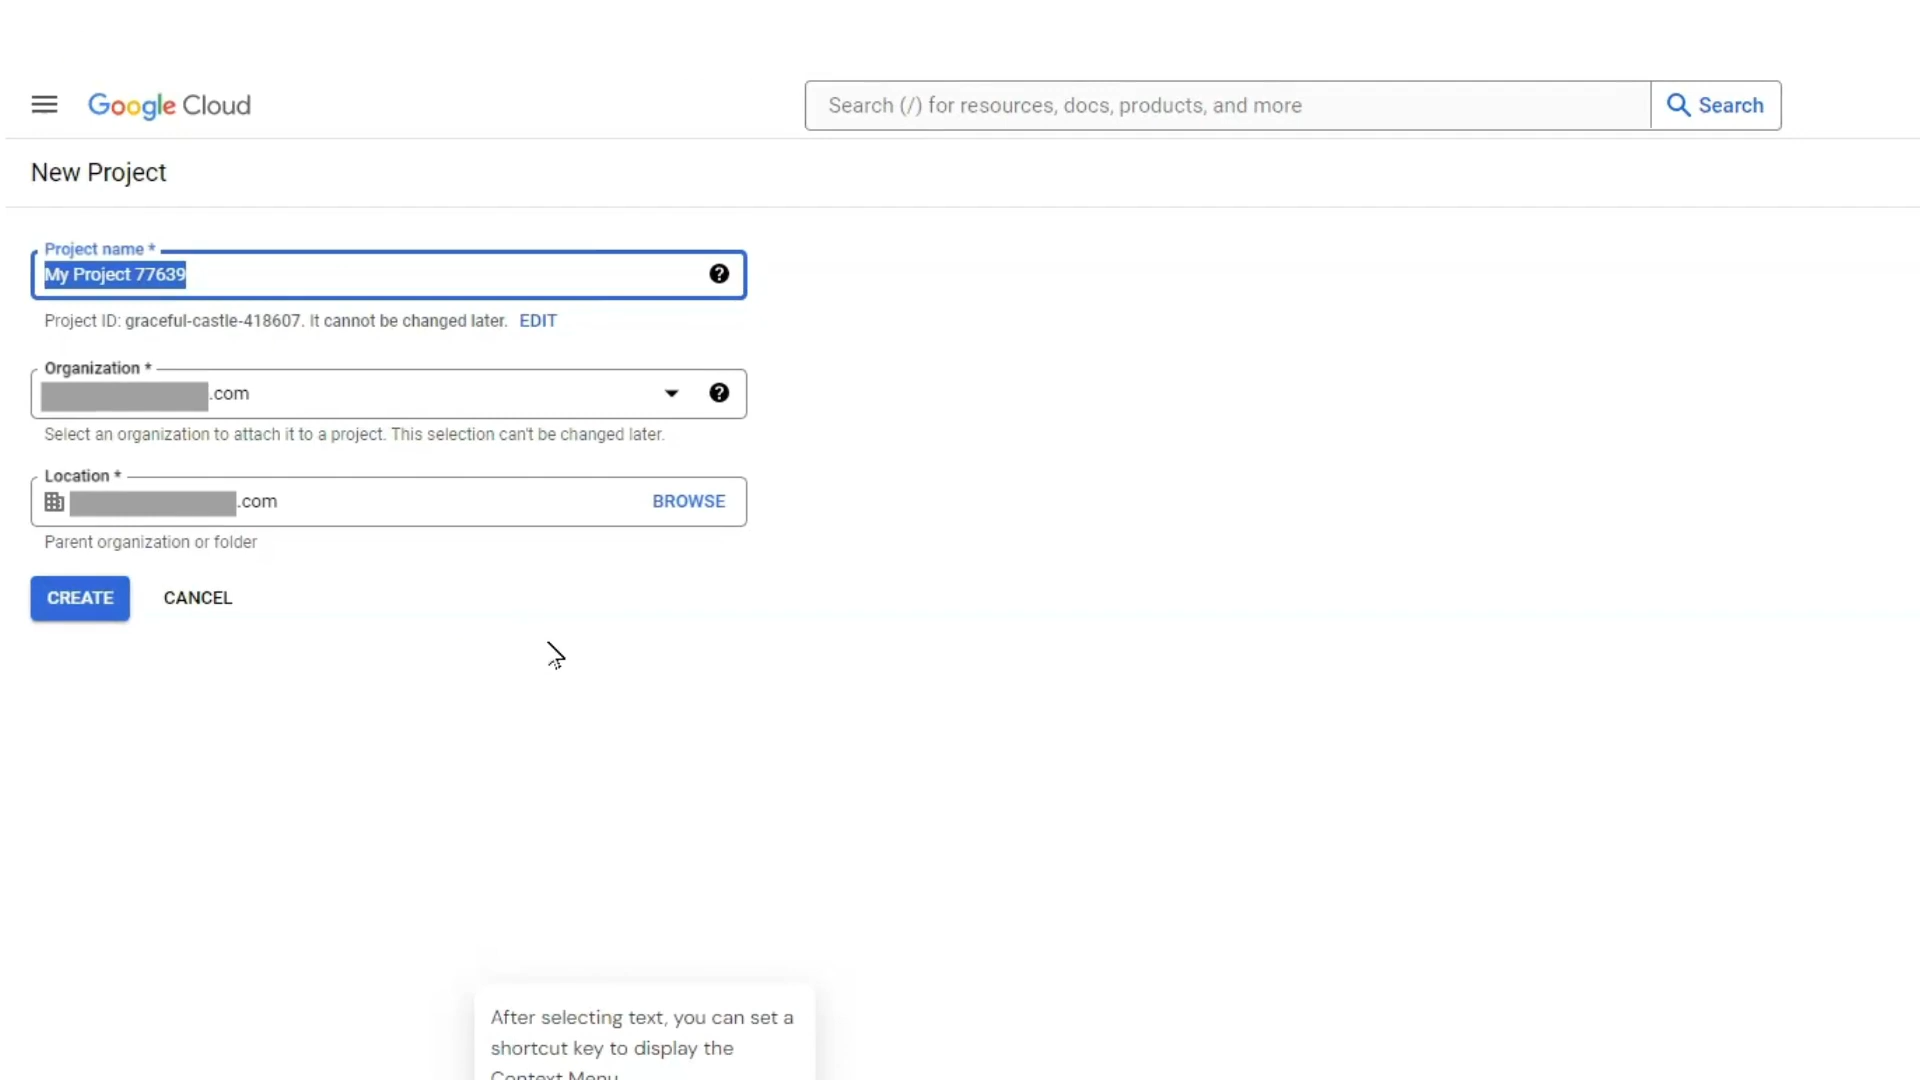 Google Cloud
Search (/) for resources, docs, products, and more
Search
New Project
Project name *
My Project 77639
Project ID: graceful-castle-418607. It cannot be changed later. EDIT
Organization *
.com
Select an organization to attach it to a project. This selection can't be changed later.
Location *
.com
BROWSE
Parent organization or folder
CREATE
CANCEL
After selecting text, you can set a
shortcut key to display the
Context Menu